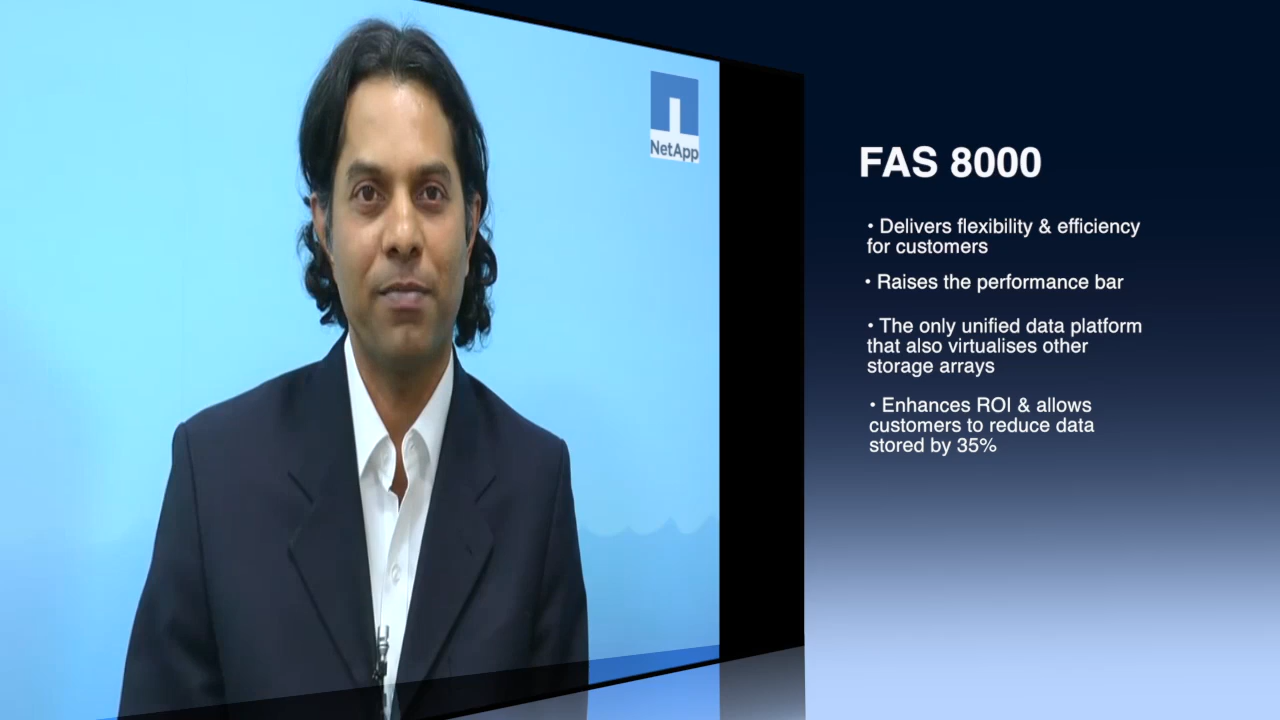 NetApp
FAS 8000
• Delivers flexibility & efficiency
for customers
• Raises the performance bar
• The only unified data platform
that also virtualises other
storage arrays
• Enhances ROI & allows
customers to reduce data
stored by 35%